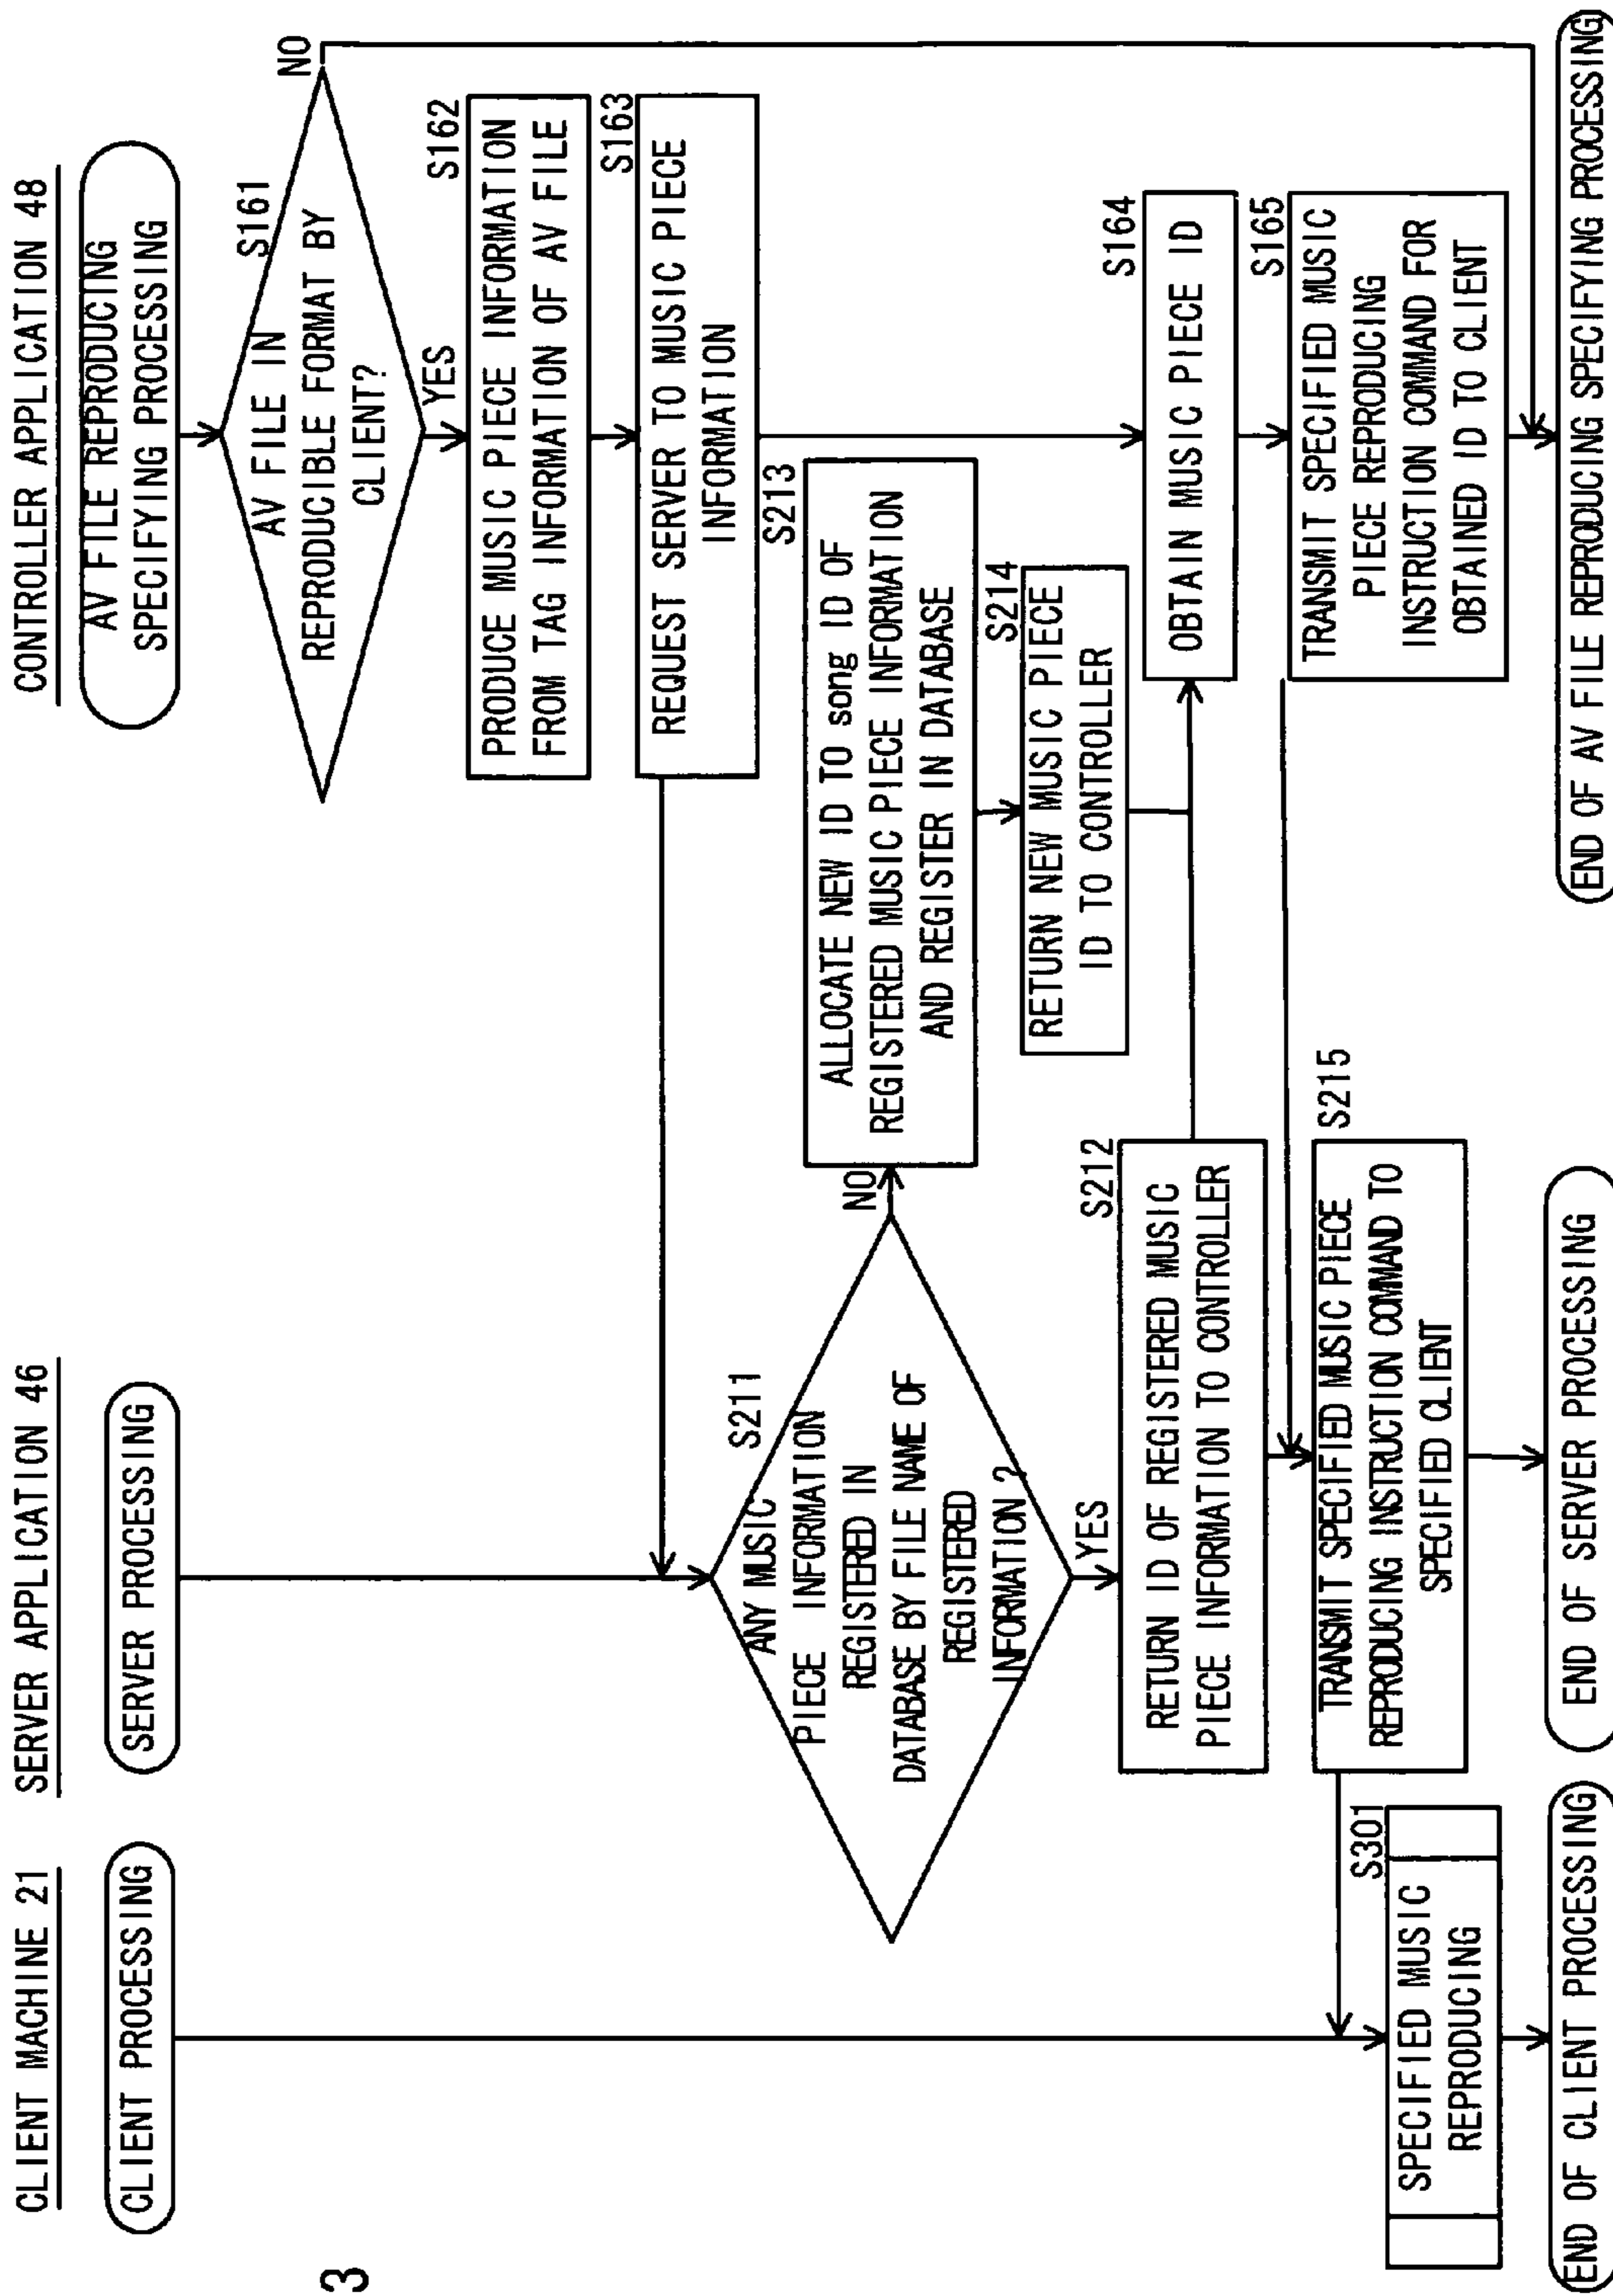 3
CLIENT MACHINE 21
CLIENT PROCESSING
S301
SPECIFIED MUSIC
REPRODUCING
END OF CLIENT PROCESSING
SERVER APPLICATION 46
SERVER PROCESSING
S211
ANY MUSIC
PIECE INFORMATION
REGISTERED IN
DATABASE BY FILE NAME OF
REGISTERED
INFORMATION ?
NO
YES
S212
RETURN ID OF REGISTERED MUSIC
PIECE INFORMATION TO CONTROLLER
S213
ALLOCATE NEW ID TO song ID OF
REGISTERED MUSIC PIECE INFORMATION
AND REGISTER IN DATABASE
S214
RETURN NEW MUSIC PIECE
ID TO CONTROLLER
S215
TRANSMIT SPECIFIED MUSIC PIECE
REPRODUCING INSTRUCTION COMMAND TO
SPECIFIED CLIENT
END OF SERVER PROCESSING
CONTROLLER APPLICATION 48
AV FILE REPRODUCING
SPECIFYING PROCESSING
S161
AV FILE IN
REPRODUCIBLE FORMAT BY
CLIENT?
NO
YES
S162
PRODUCE MUSIC PIECE INFORMATION
FROM TAG INFORMATION OF AV FILE
S163
REQUEST SERVER TO MUSIC PIECE
INFORMATION
S164
OBTAIN MUSIC PIECE ID
S165
TRANSMIT SPECIFIED MUSIC
PIECE REPRODUCING
INSTRUCTION COMMAND FOR
OBTAINED ID TO CLIENT
END OF AV FILE REPRODUCING SPECIFYING PROCESSING